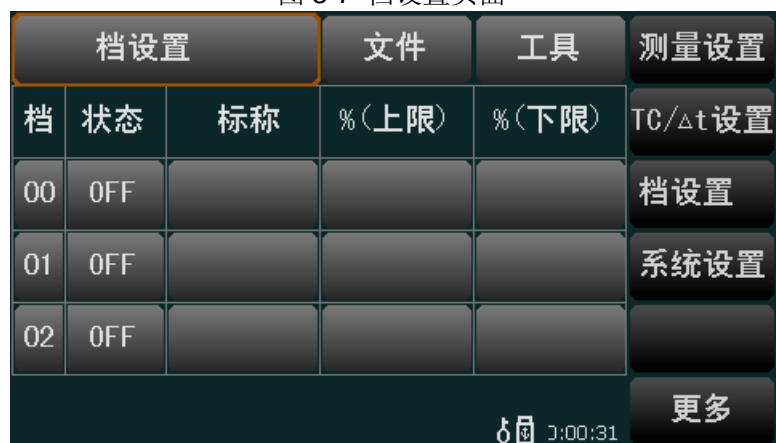 档设置 文件 工具 测量设置
档 状态 标称 %(上限) %(下限) TC/△t设置
00 OFF 档设置
01 OFF 系统设置
02 OFF
更多
:00:31